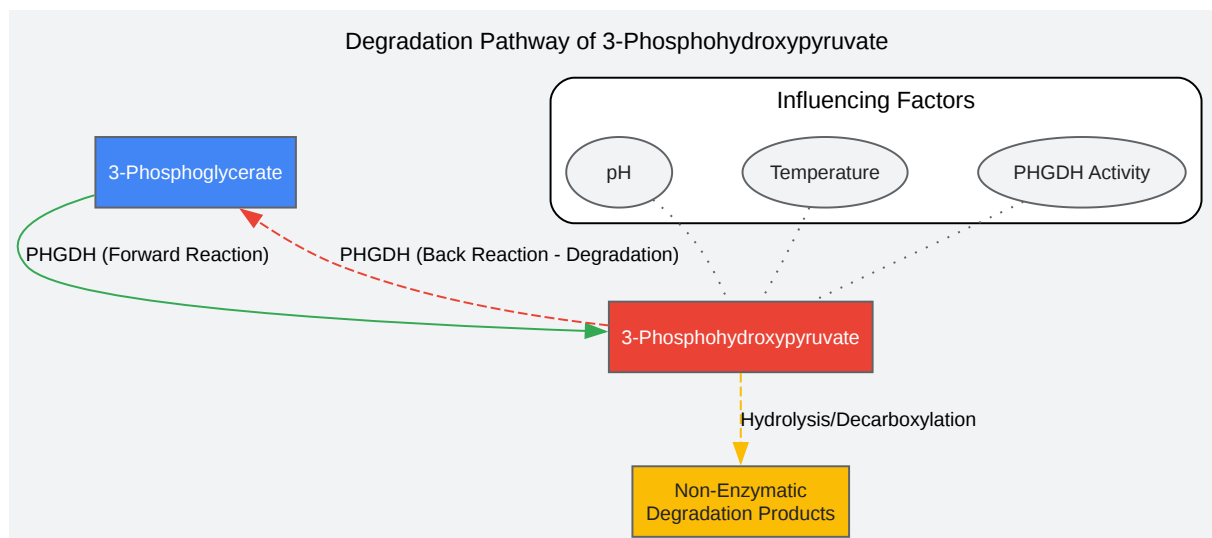 Degradation Pathway of 3-Phosphohydroxypyruvate
Influencing Factors
3-Phosphoglycerate
pH
Temperature
PHGDH Activity
PHGDH (Forward Reaction)
PHGDH (Back Reaction - Degradation)
3-Phosphohydroxypyruvate
Hydrolysis/Decarboxylation
Non-Enzymatic
Degradation Products